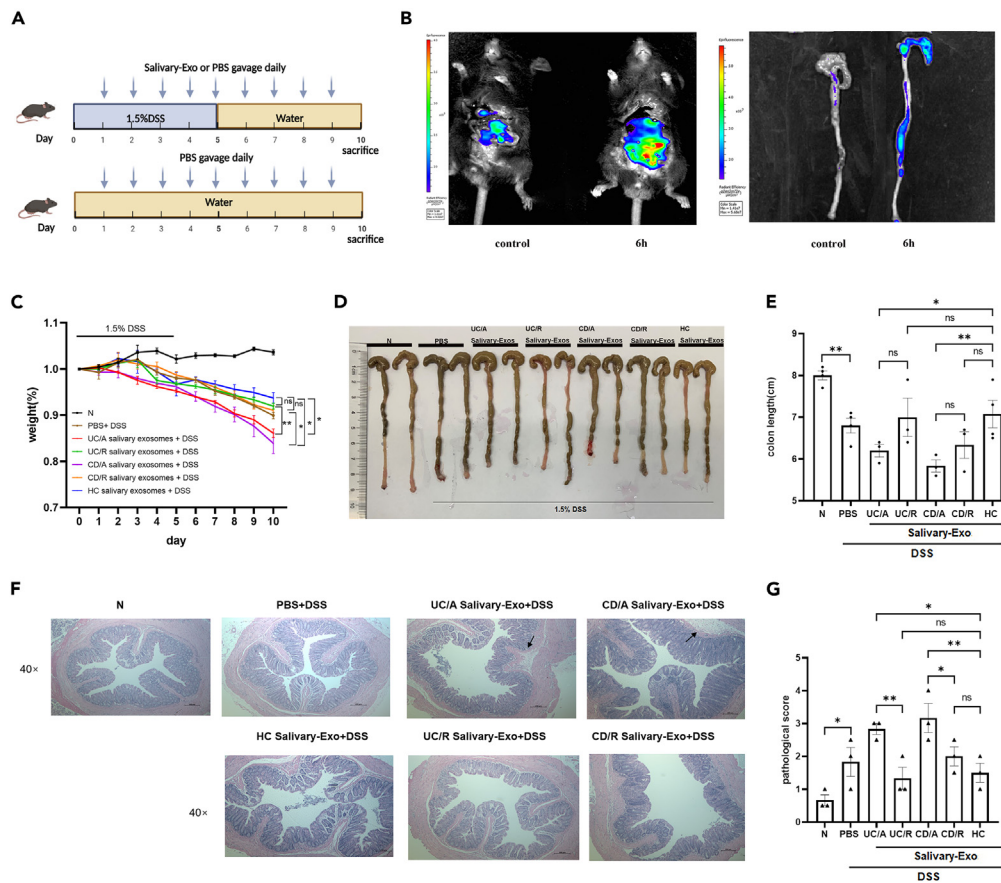 A
Salivary-Exo or PBS gavage daily
1.5%DSS
Water
Day
0 1 2 3 4 5 6 7 8 9 10
sacrifice
PBS gavage daily
Water
Day
0 1 2 3 4 5 6 7 8 9 10
sacrifice
B
control
6h
control
6h
C
1.5% DSS
weight(%)
1.1
1.0
0.9
0.8
0.7
N
PBS+ DSS
UC/A salivary exosomes + DSS
UC/R salivary exosomes + DSS
CD/A salivary exosomes + DSS
CD/R salivary exosomes + DSS
HC salivary exosomes + DSS
ns
ns
**
*
*
*
0 1 2 3 4 5 6 7 8 9 10
day
D
UC/A UC/R CD/A CD/R HC
N PBS Salivary-Exos Salivary-Exos Salivary-Exos Salivary-Exos Salivary-Exos
1.5% DSS
E
*
ns
**
** ns ns ns
colon length(cm)
9
8
7
6
5
N PBS UC/A UC/R CD/A CD/R HC
Salivary-Exo
DSS
F
N PBS+DSS UC/A Salivary-Exo+DSS CD/A Salivary-Exo+DSS
40×
HC Salivary-Exo+DSS UC/R Salivary-Exo+DSS CD/R Salivary-Exo+DSS
40×
G
*
ns
**
*
* ** ns
pathological score
5
4
3
2
1
0
N PBS UC/A UC/R CD/A CD/R HC
Salivary-Exo
DSS